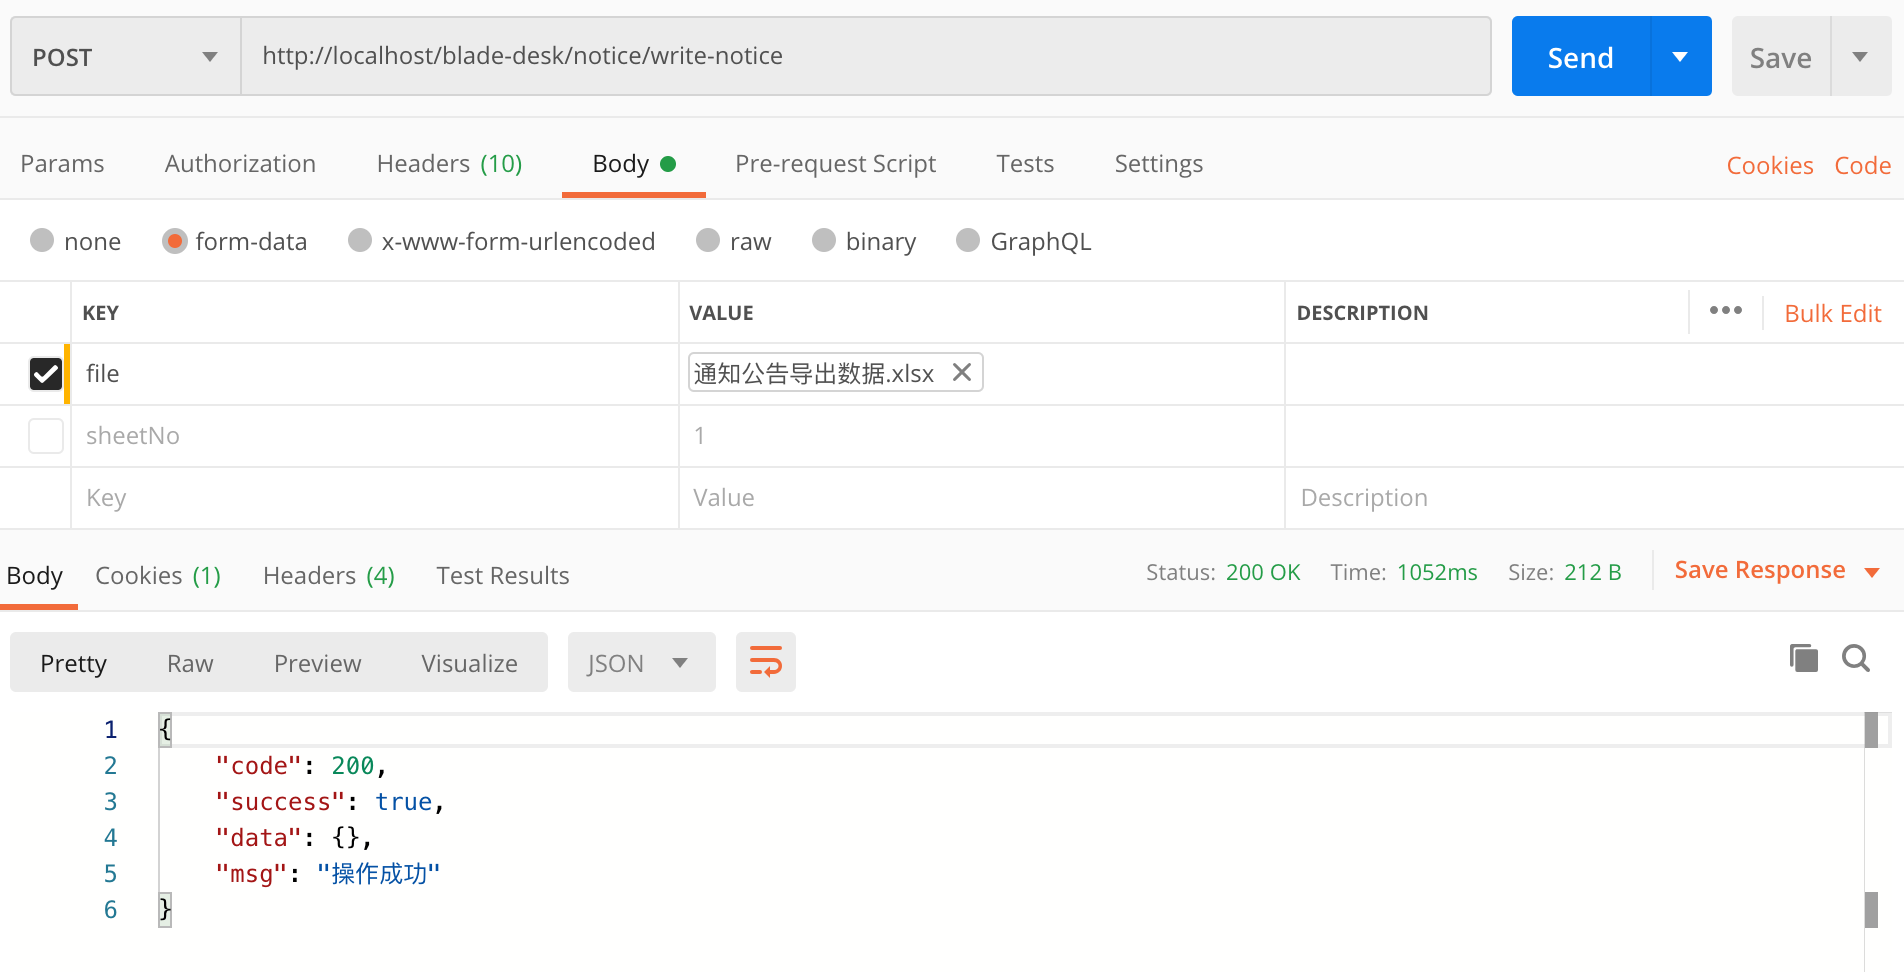 POST http://localhost/blade-desk/notice/write-notice Send Save
Params Authorization Headers (10) Body Pre-request Script Tests Settings Cookies Code
none form-data x-www-form-urlencoded raw binary GraphQL
KEY VALUE DESCRIPTION ••• Bulk Edit
file 通知公告导出数据.xlsx
sheetNo 1
Key Value Description
Body Cookies (1) Headers (4) Test Results Status: 200 OK Time: 1052ms Size: 212 B Save Response
Pretty Raw Preview Visualize JSON
1 {
2 "code": 200,
3 "success": true,
4 "data": {},
5 "msg": "操作成功"
6 }